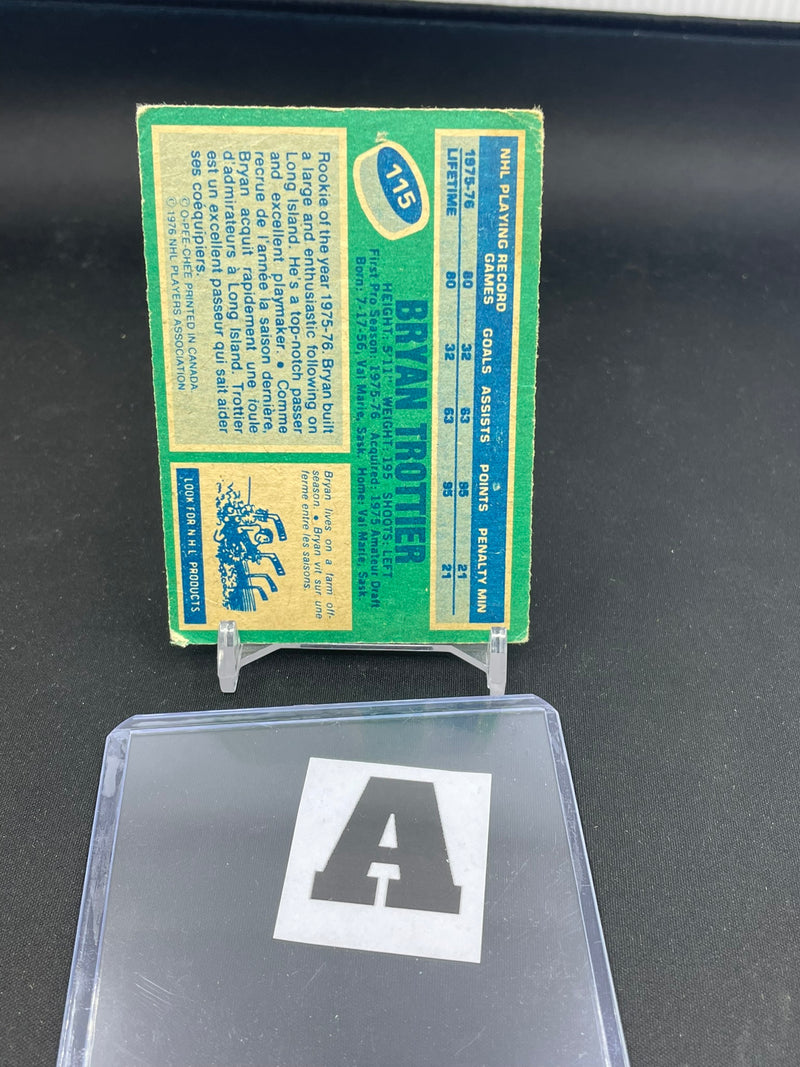 NHL PLAYING RECORD
GAMES GOALS ASSISTS POINTS PENALTY MIN
1975-76 80 32 63 95 21
LIFETIME 80 32 63 95 21
115
BRYAN TROTTIER
HEIGHT: 5'11" WEIGHT: 195 SHOOTS: LEFT
First Pro Season: 1975-76 Acquired: 1975 Amateur Draft
Born: 7-17-56, Val Marie, Sask. Home: Val Marie, Sask.
Rookie of the year 1975-76. Bryan built
a large and enthusiastic following on
Long Island. He's a top-notch passer
and excellent playmaker. • Comme
recrue de l'année la saison dernière,
Bryan acquit rapidement une foule
d'admirateurs à Long Island. Trottier
est un excellent passeur qui sait aider
ses coéquipiers.
© O-PEE-CHEE PRINTED IN CANADA.
© 1976 NHL PLAYERS ASSOCIATION
Bryan lives on a farm off-
season. • Bryan vit sur une
ferme entre les saisons.
LOOK FOR NHL PRODUCTS
A